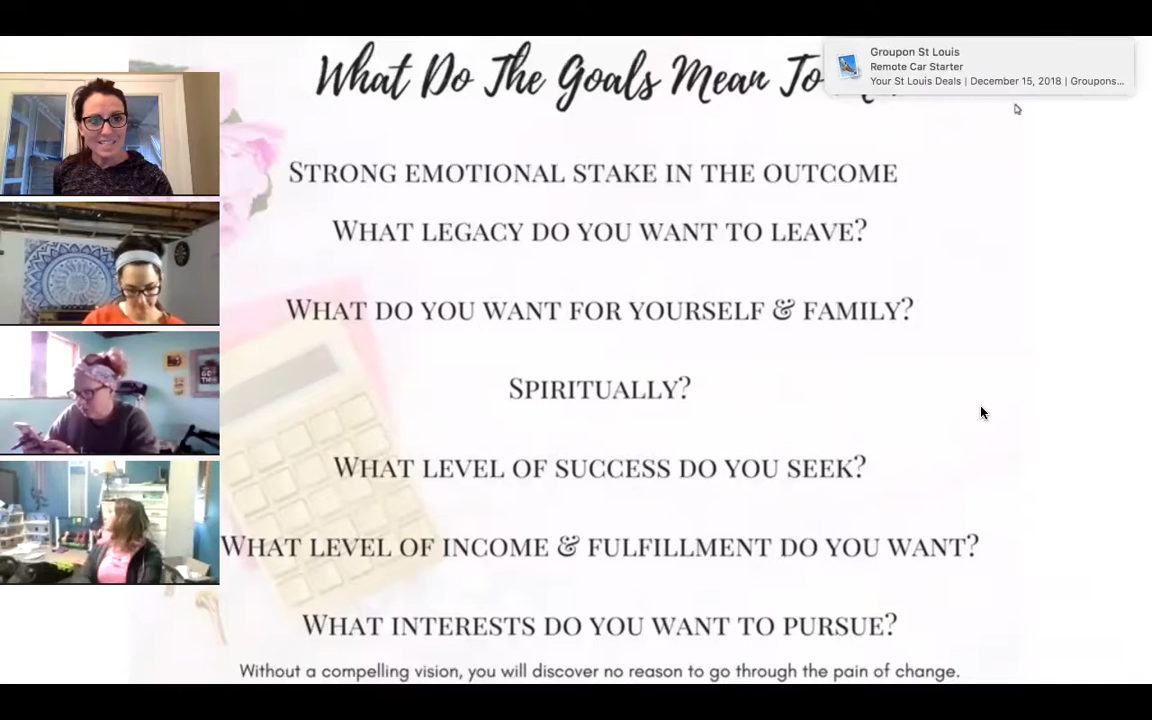 What Do The Goals Mean To
Groupon St Louis
Remote Car Starter
Your St Louis Deals | December 15, 2018 | Groupons...
STRONG EMOTIONAL STAKE IN THE OUTCOME
WHAT LEGACY DO YOU WANT TO LEAVE?
WHAT DO YOU WANT FOR YOURSELF & FAMILY?
SPIRITUALLY?
WHAT LEVEL OF SUCCESS DO YOU SEEK?
WHAT LEVEL OF INCOME & FULFILLMENT DO YOU WANT?
WHAT INTERESTS DO YOU WANT TO PURSUE?
Without a compelling vision, you will discover no reason to go through the pain of change.